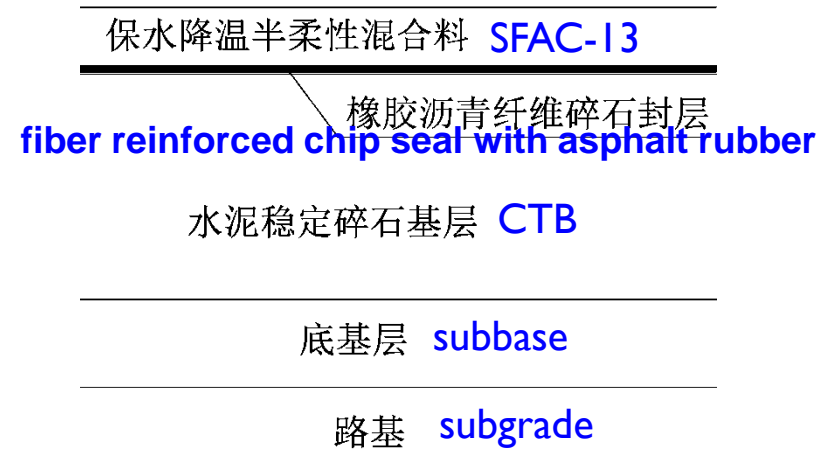 保水降温半柔性混合料 SFAC-13
橡胶沥青纤维碎石封层
fiber reinforced chip seal with asphalt rubber
水泥稳定碎石基层 CTB
底基层 subbase
路基 subgrade